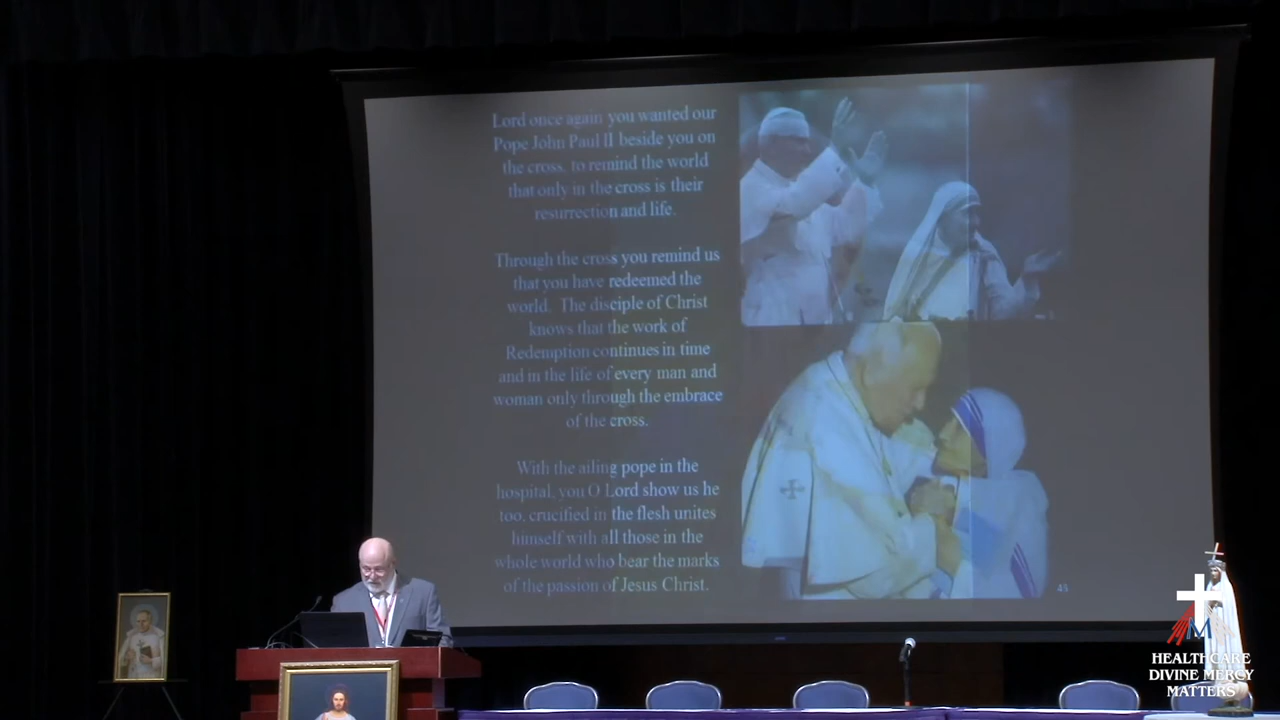 Lord once again you wanted our
Pope John Paul II beside you on
the cross, to remind the world
that only in the cross is their
resurrection and life.
Through the cross you remind us
that you have redeemed the
world. The disciple of Christ
knows that the work of
Redemption continues in time
and in the life of every man and
woman only through the embrace
of the cross.
With the ailing pope in the
hospital, you O Lord show us he
too, crucified in the flesh unites
himself with all those in the
whole world who bear the marks
of the passion of Jesus Christ.
45
HEALTHCARE
DIVINE MERCY
MATTERS